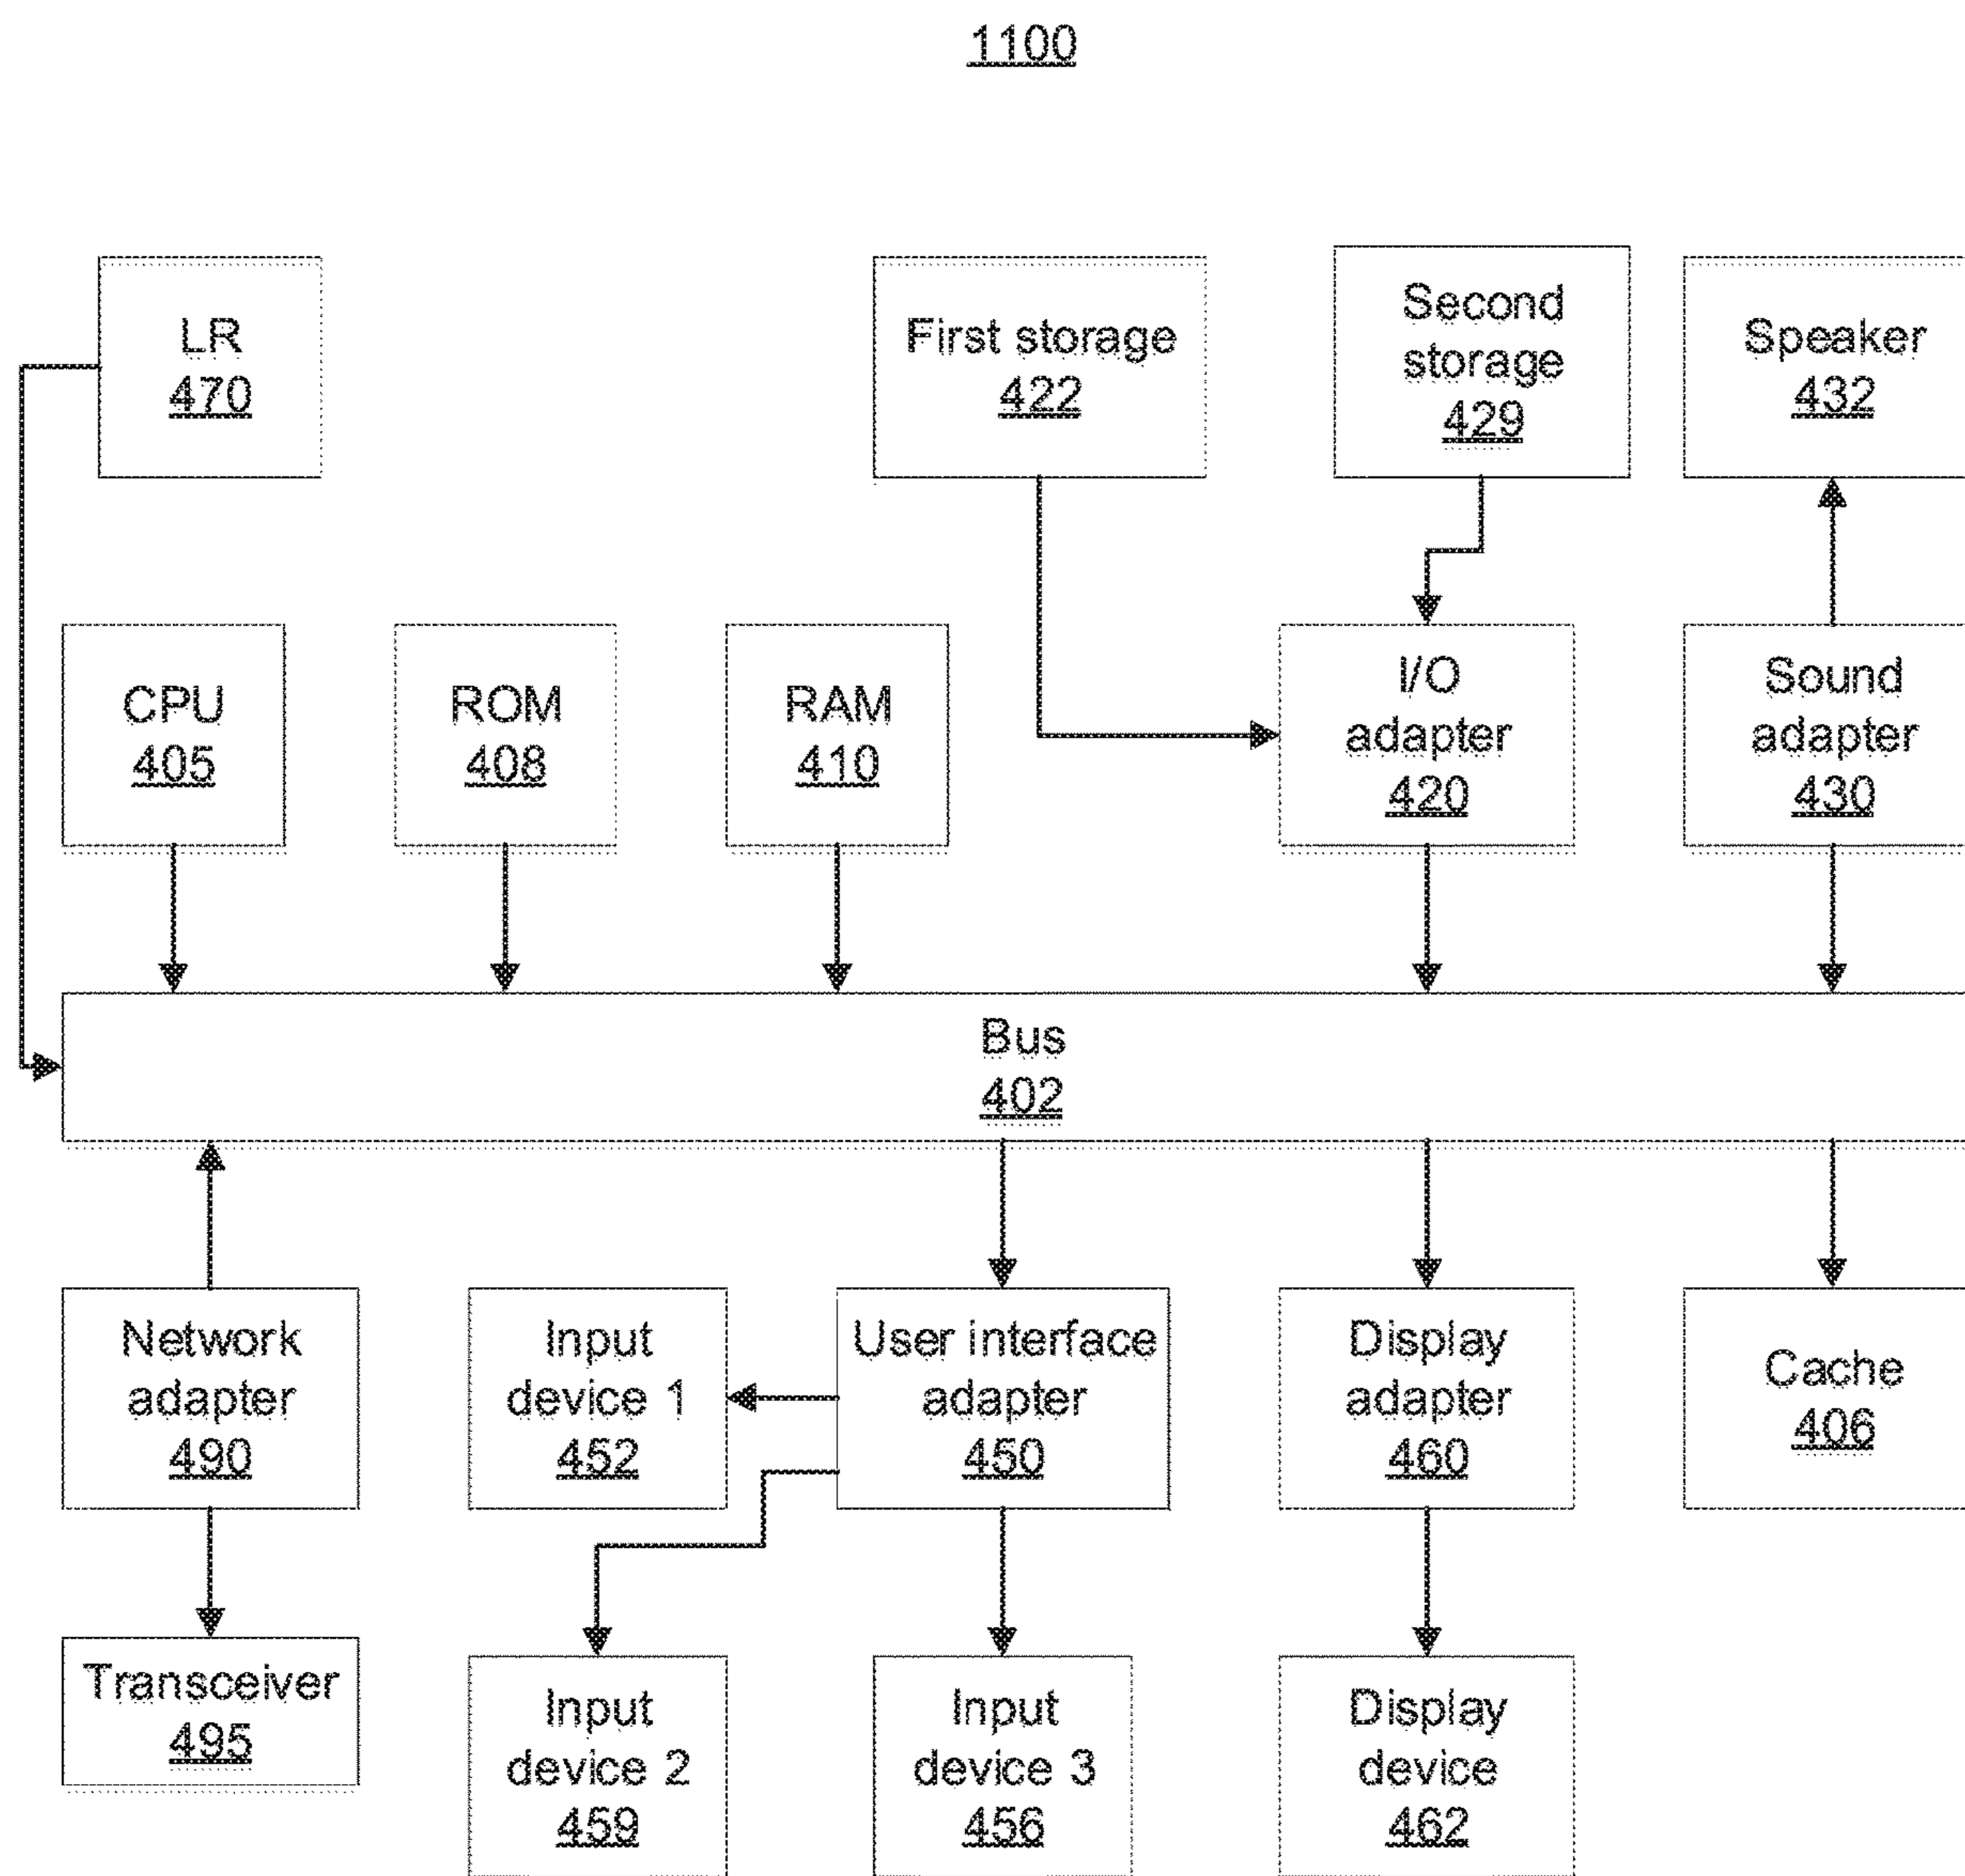 1100
LR
470
First storage
422
Second
storage
429
Speaker
432
CPU
405
ROM
408
RAM
410
I/O
adapter
420
Sound
adapter
430
Bus
402
Network
adapter
490
Input
device 1
452
User interface
adapter
450
Display
adapter
460
Cache
406
Transceiver
495
Input
device 2
459
Input
device 3
456
Display
device
462